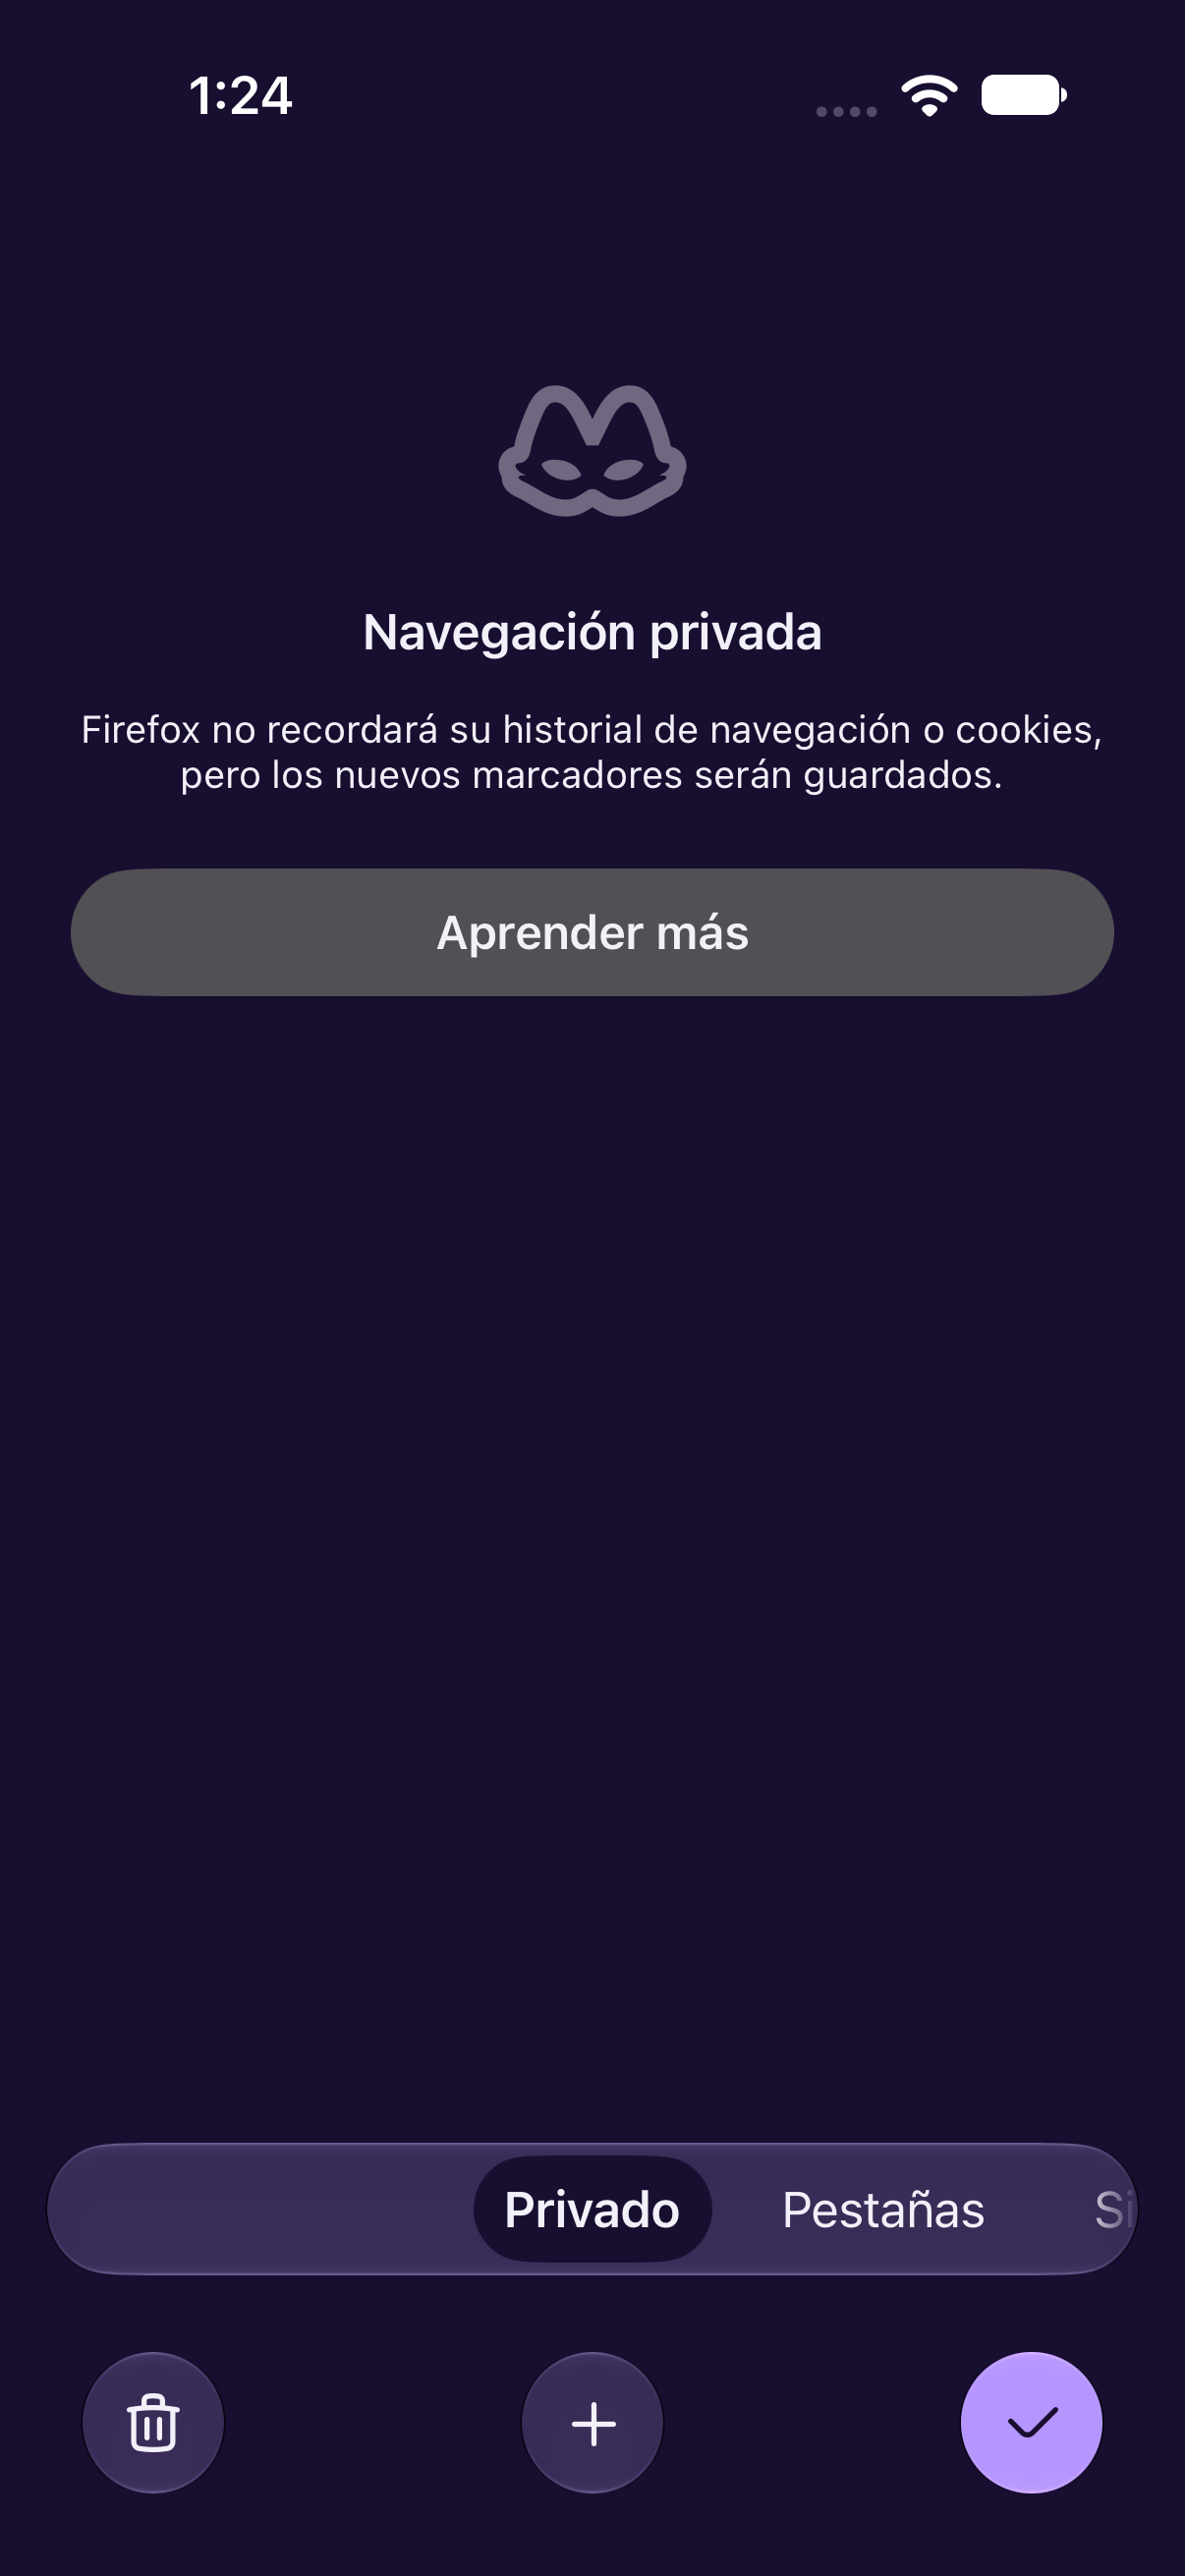 1:24
Navegación privada
Firefox no recordará su historial de navegación o cookies,
pero los nuevos marcadores serán guardados.
Aprender más
Privado
Pestañas